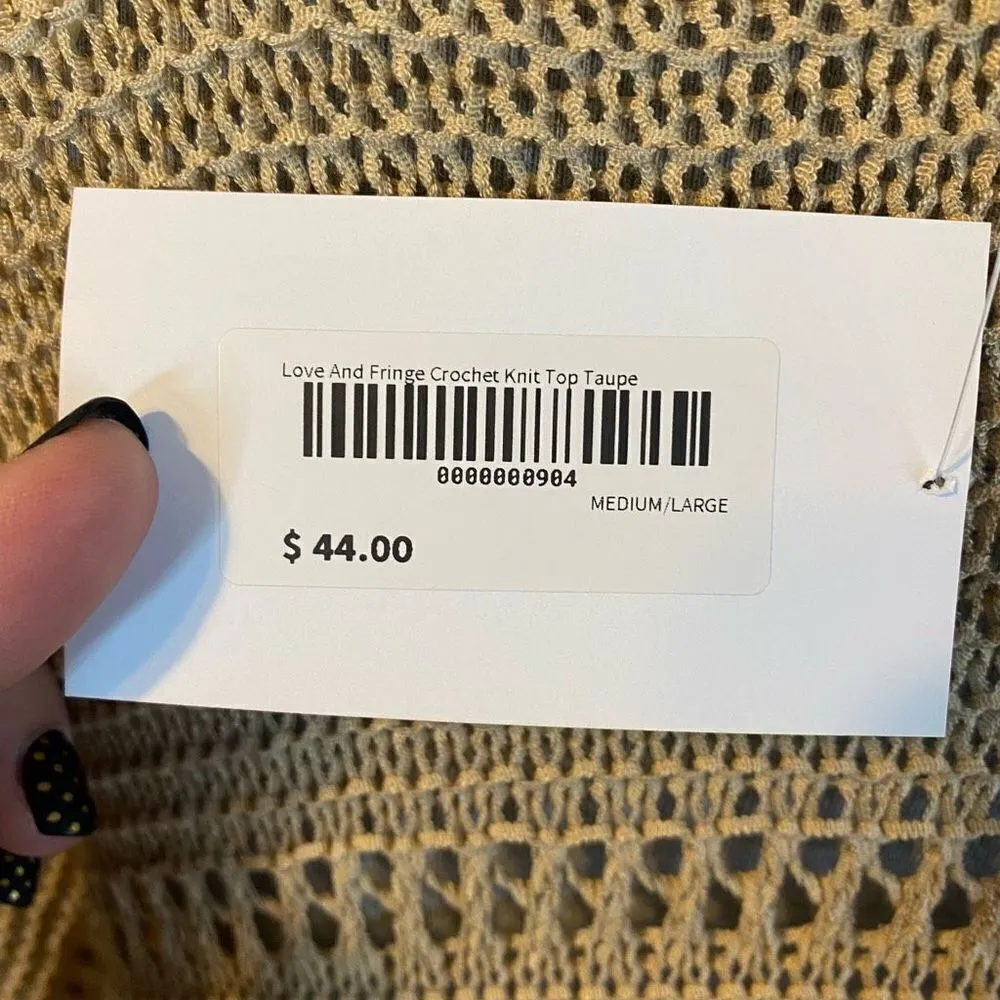 Love And Fringe Crochet Knit Top Taupe
0000000904
MEDIUM/LARGE
$ 44.00